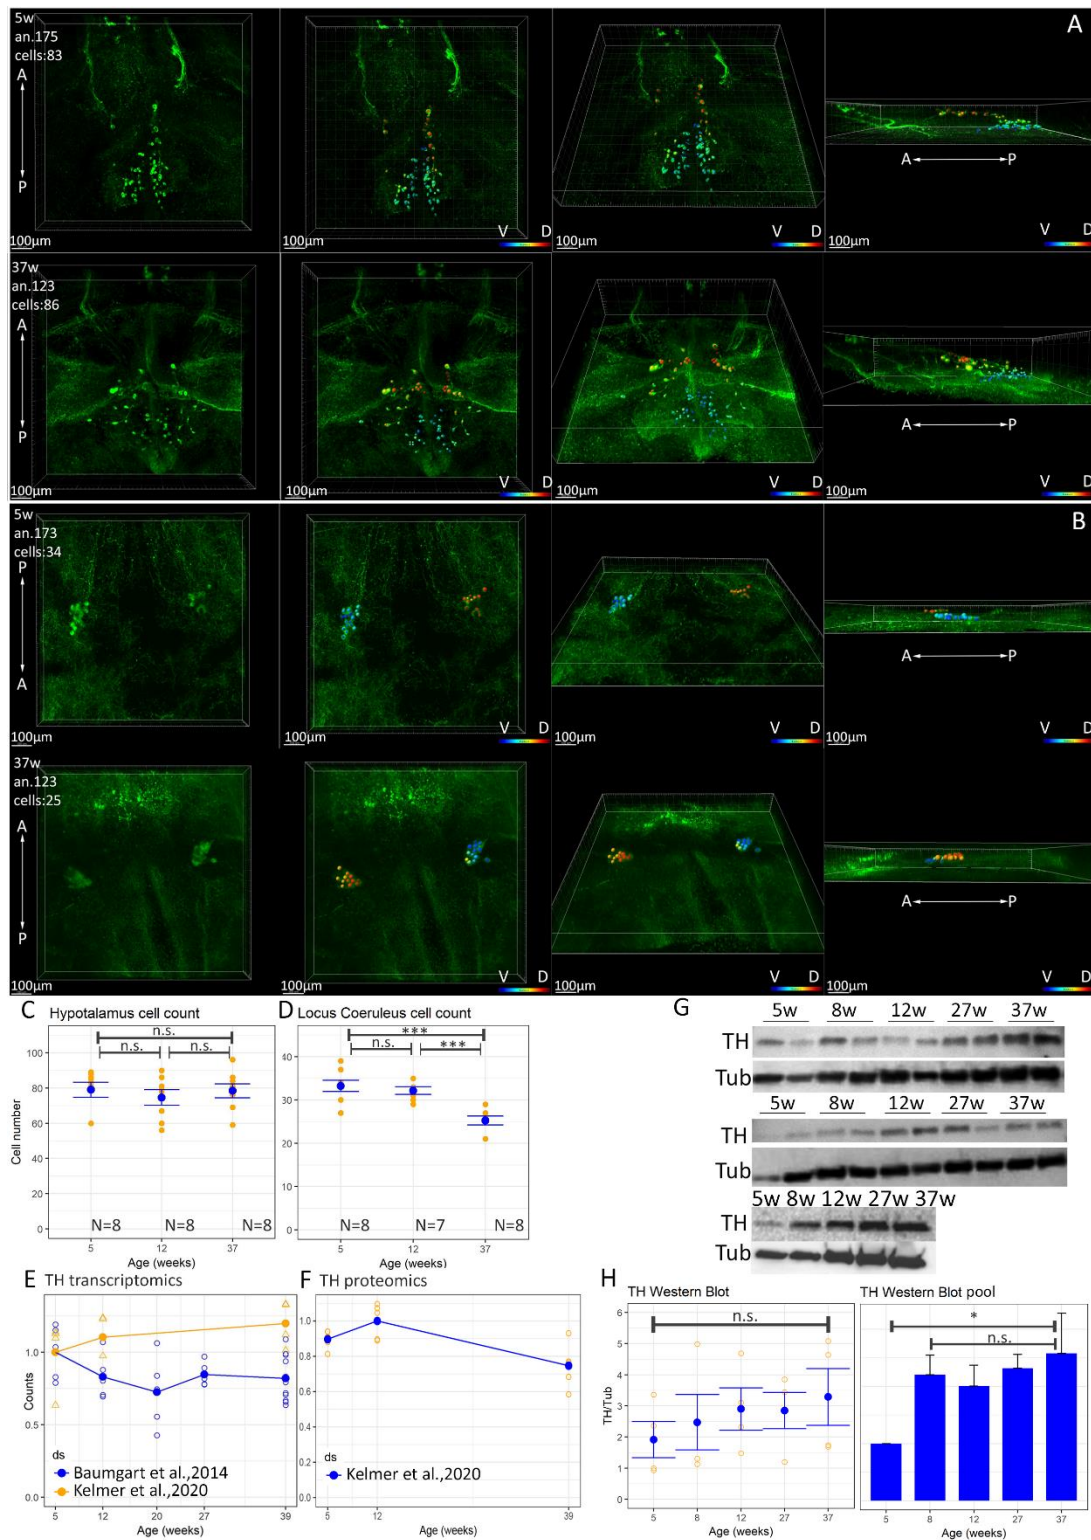 A
5w
an.175
cells:83
A
P
100µm
100µm
V D
100µm
V D
A P
100µm
V D
37w
an.123
cells:86
A
P
100µm
100µm
V D
100µm
V D
A P
100µm
V D
B
5w
an.173
cells:34
P
A
100µm
100µm
V D
100µm
V D
A P
100µm
V D
37w
an.123
cells:25
A
P
100µm
100µm
V D
100µm
V D
A P
100µm
V D
C Hypotalamus cell count
n.s.
n.s. n.s.
100
80
60
40
20
0
Cell number
N=8 N=8 N=8
5 12 37
Age (weeks)
D Locus Coeruleus cell count
***
n.s. ***
40
30
20
10
0
N=8 N=7 N=8
5 12 37
Age (weeks)
E TH transcriptomics
1.0
0.5
0.0
Counts
ds
Baumgart et al.,2014
Kelmer et al.,2020
5 12 20 27 39
Age (weeks)
F TH proteomics
1.0
0.8
0.6
0.4
0.2
0.0
ds
Kelmer et al.,2020
5 12 39
Age (weeks)
G
5w 8w 12w 27w 37w
TH
Tub
5w 8w 12w 27w 37w
TH
Tub
5w 8w 12w 27w 37w
TH
Tub
H
TH Western Blot
n.s.
6
5
4
3
2
1
0
TH/Tub
5 8 12 27 37
Age (weeks)
TH Western Blot pool
*
n.s.
5 8 12 27 37
Age (weeks)